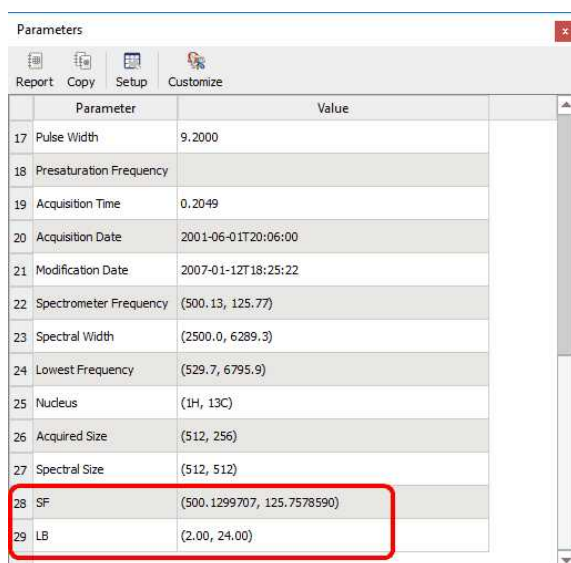 Parameters
x
Report Copy Setup Customize
Parameter Value
17 Pulse Width 9.2000
18 Presaturation Frequency
19 Acquisition Time 0.2049
20 Acquisition Date 2001-06-01T20:06:00
21 Modification Date 2007-01-12T18:25:22
22 Spectrometer Frequency (500.13, 125.77)
23 Spectral Width (2500.0, 6289.3)
24 Lowest Frequency (529.7, 6795.9)
25 Nucleus (1H, 13C)
26 Acquired Size (512, 256)
27 Spectral Size (512, 512)
28 SF (500.1299707, 125.7578590)
29 LB (2.00, 24.00)